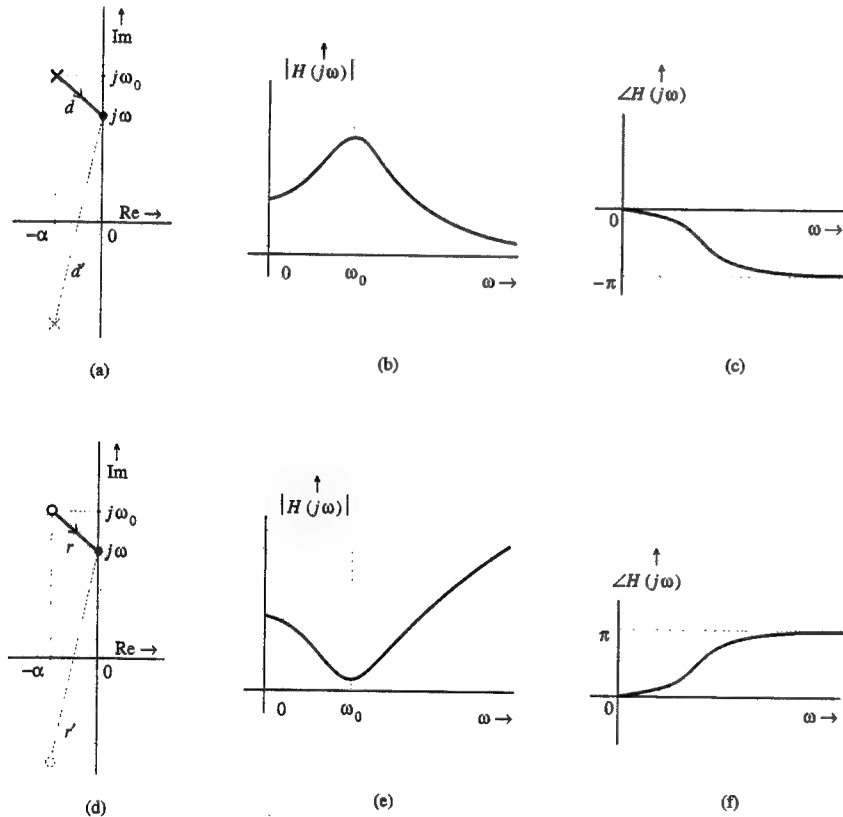 Im
jω₀
d
jω
Re →
−α
0
d′
(a)
|H(jω)|
0
ω₀
ω→
(b)
∠H(jω)
0
ω→
−π
(c)
Im
jω₀
r
jω
Re →
−α
0
r′
(d)
|H(jω)|
0
ω₀
ω→
(e)
∠H(jω)
π
0
ω→
(f)